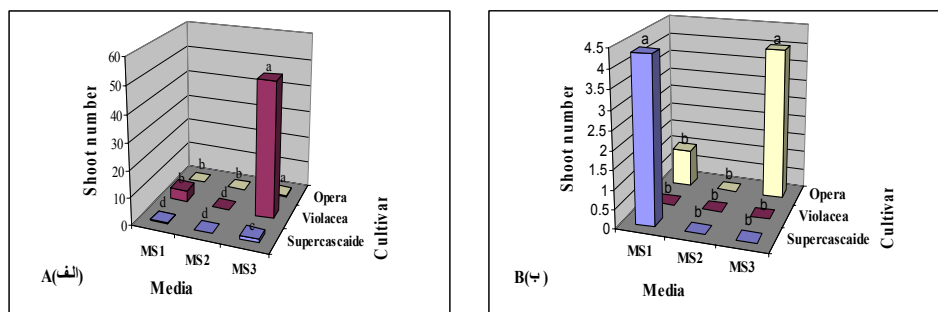 Shoot number
60
50
40
30
20
10
0
a
b
b
a
b
d
d
d
c
MS1
MS2
MS3
Media
Opera
Violacea
Supercascaide
Cultivar
A(الف)
Shoot number
4.5
4
3.5
3
2.5
2
1.5
1
0.5
0
a
a
b
b
b
b
b
b
b
MS1
MS2
MS3
Media
Opera
Violacea
Supercascaide
Cultivar
B(ب)